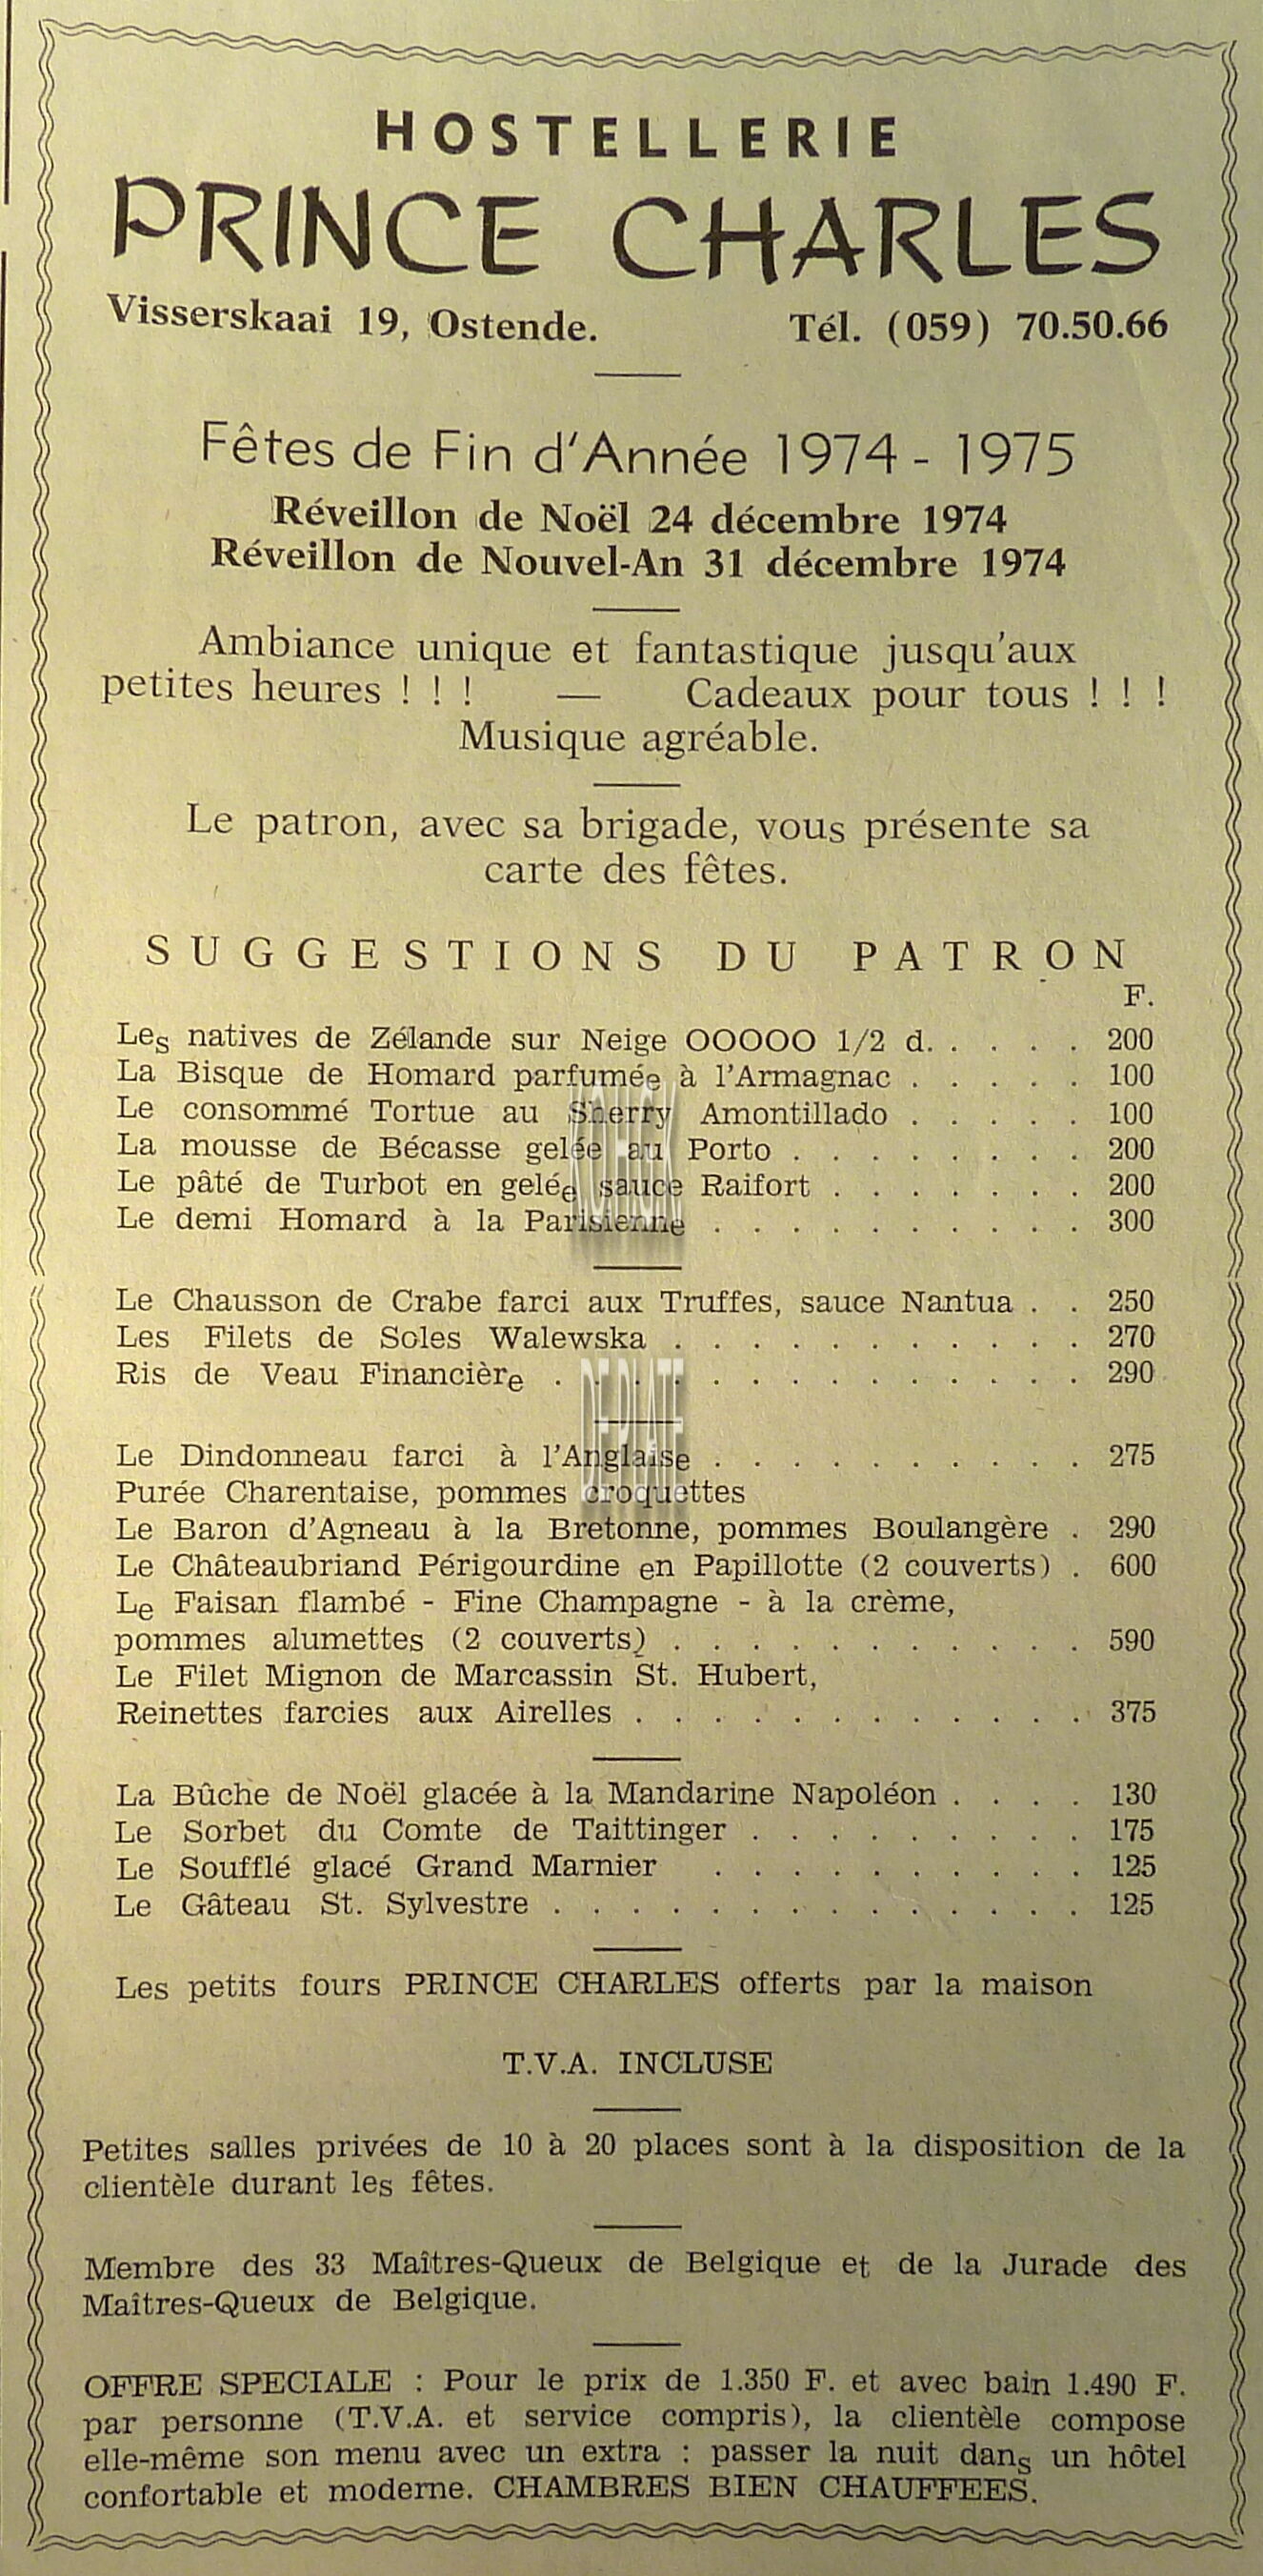 HOSTELLERIE
PRINCE CHARLES
Visserskaai 19, Ostende. Tél. (059) 70.50.66
Fêtes de Fin d'Année 1974 - 1975
Réveillon de Noël 24 décembre 1974
Réveillon de Nouvel-An 31 décembre 1974
Ambiance unique et fantastique jusqu'aux
petites heures ! ! ! — Cadeaux pour tous ! ! !
Musique agréable.
Le patron, avec sa brigade, vous présente sa
carte des fêtes.
SUGGESTIONS DU PATRON
F.
Les natives de Zélande sur Neige OOOOO 1/2 d. . . . . 200
La Bisque de Homard parfumée à l'Armagnac . . . . . 100
Le consommé Tortue au Sherry Amontillado . . . . . 100
La mousse de Bécasse gelée au Porto . . . . . . . . 200
Le pâté de Turbot en gelée sauce Raifort . . . . . . . 200
Le demi Homard à la Parisienne . . . . . . . . . . 300
Le Chausson de Crabe farci aux Truffes, sauce Nantua . . 250
Les Filets de Soles Walewska . . . . . . . . . . . 270
Ris de Veau Financière . . . . . . . . . . . . . . 290
Le Dindonneau farci à l'Anglaise . . . . . . . . . . 275
Purée Charentaise, pommes croquettes
Le Baron d'Agneau à la Bretonne, pommes Boulangère . 290
Le Châteaubriand Périgourdine en Papillotte (2 couverts) . 600
Le Faisan flambé - Fine Champagne - à la crème,
pommes alumettes (2 couverts) . . . . . . . . . . . 590
Le Filet Mignon de Marcassin St. Hubert,
Reinettes farcies aux Airelles . . . . . . . . . . . . 375
La Bûche de Noël glacée à la Mandarine Napoléon . . . . 130
Le Sorbet du Comte de Taittinger . . . . . . . . . 175
Le Soufflé glacé Grand Marnier . . . . . . . . . . 125
Le Gâteau St. Sylvestre . . . . . . . . . . . . . . 125
Les petits fours PRINCE CHARLES offerts par la maison
T.V.A. INCLUSE
Petites salles privées de 10 à 20 places sont à la disposition de la
clientèle durant les fêtes.
Membre des 33 Maîtres-Queux de Belgique et de la Jurade des
Maîtres-Queux de Belgique.
OFFRE SPECIALE : Pour le prix de 1.350 F. et avec bain 1.490 F.
par personne (T.V.A. et service compris), la clientèle compose
elle-même son menu avec un extra : passer la nuit dans un hôtel
confortable et moderne. CHAMBRES BIEN CHAUFFEES.
DE PLATE